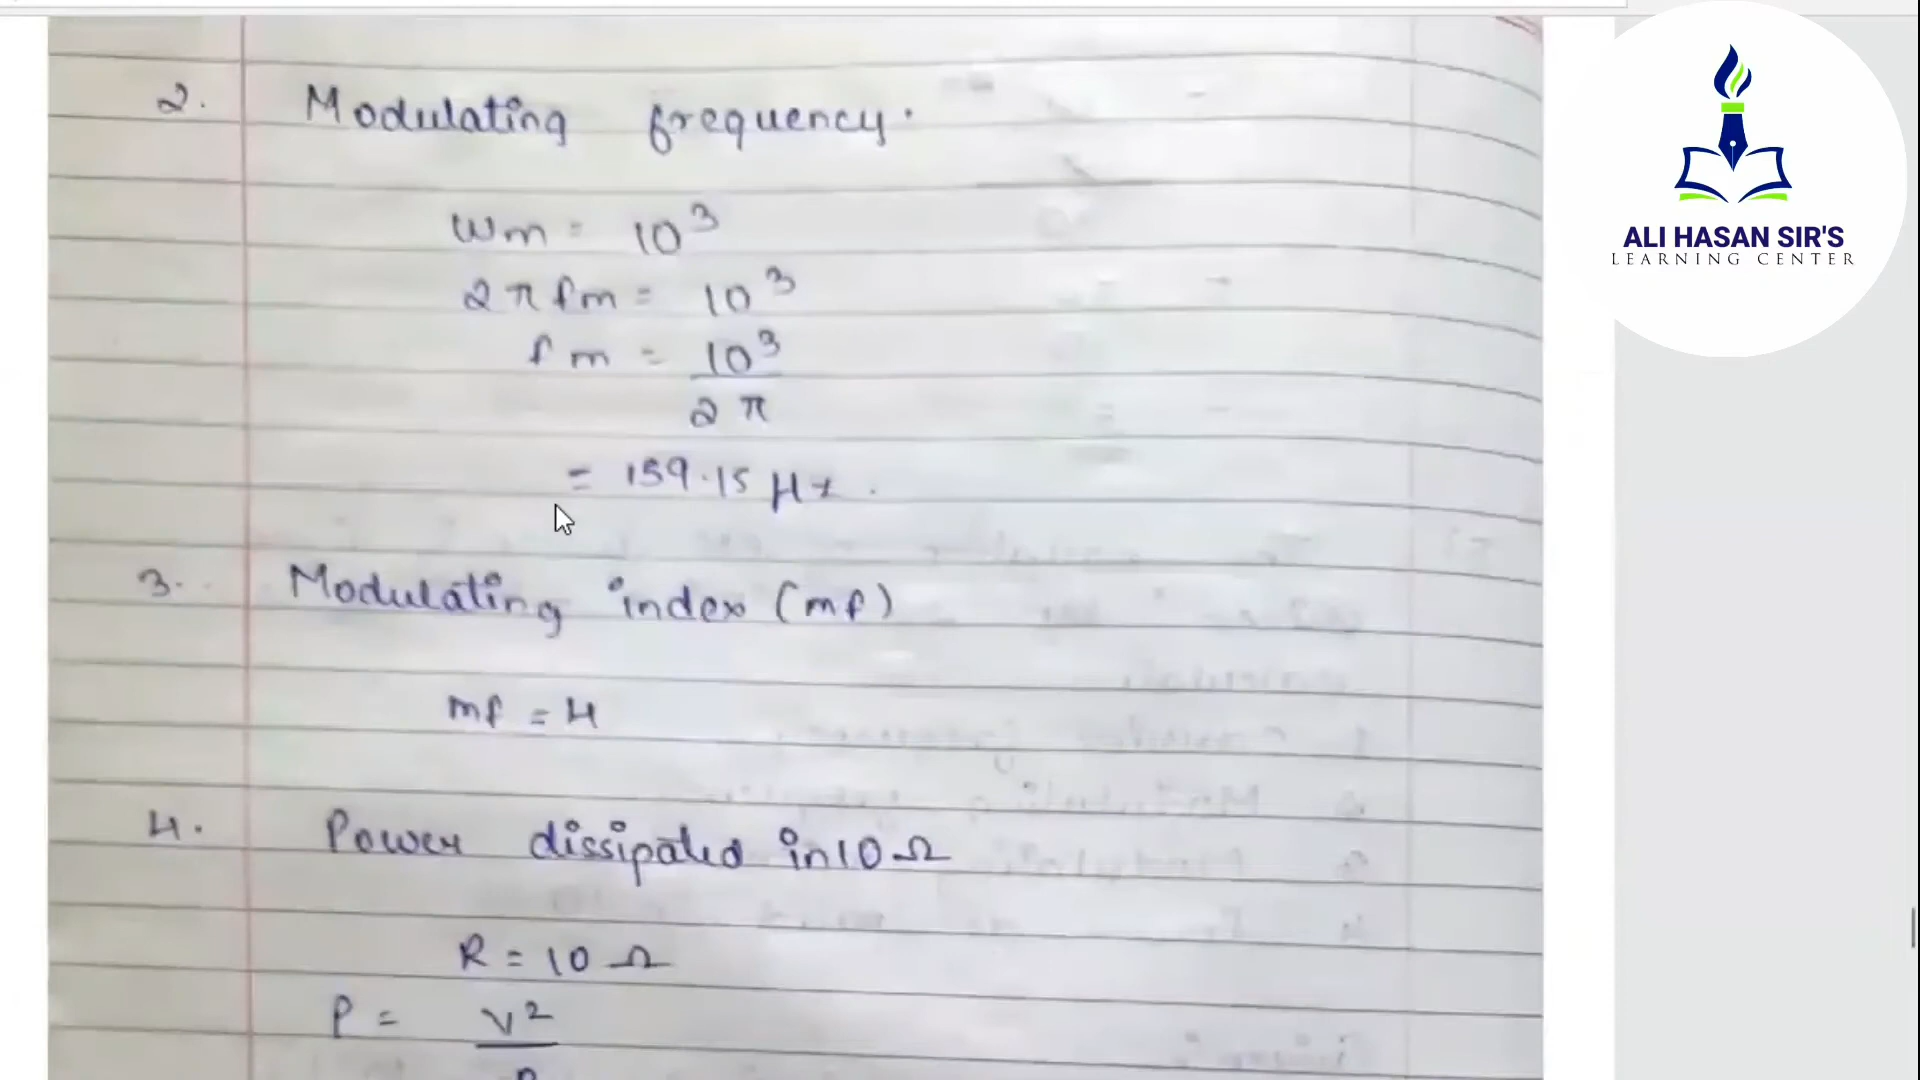 2. Modulating frequency.
wm = 10³
2πfm = 10³
fm = 10³
2π
= 159.15 Hz.
3. Modulating index (mf)
mf = 4
4. Power dissipated in 10 Ω
R = 10 Ω
P = V²
ALI HASAN SIR'S
LEARNING CENTER